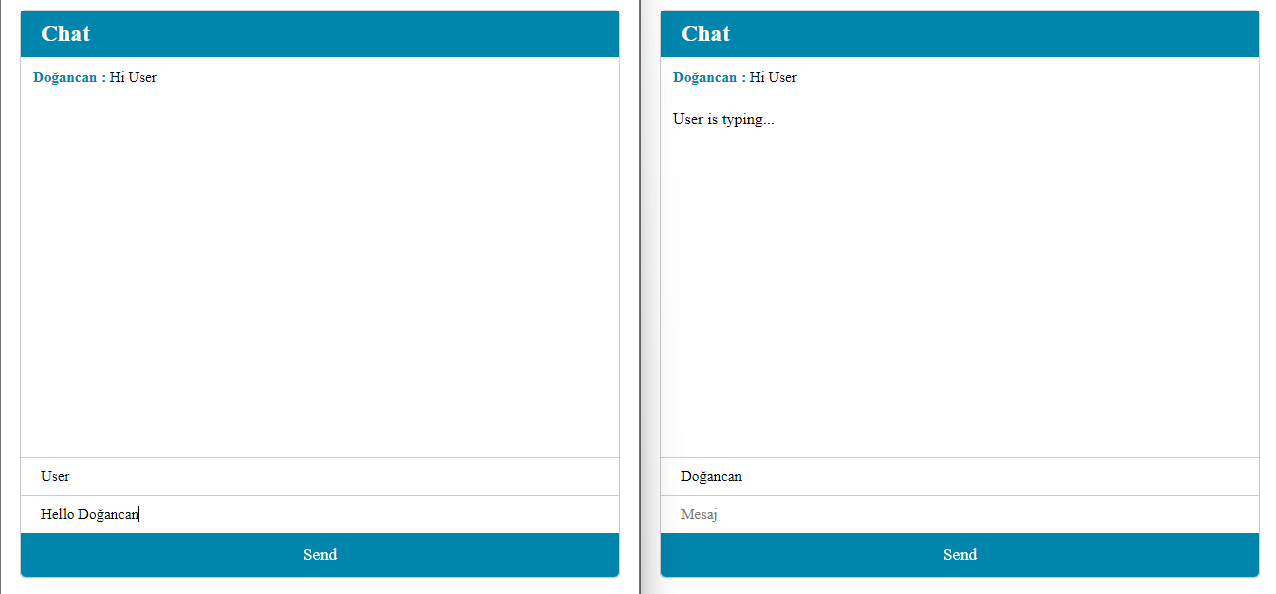 Chat
Doğancan : Hi User
User
Hello Doğancan
Send
Chat
Doğancan : Hi User
User is typing...
Doğancan
Mesaj
Send